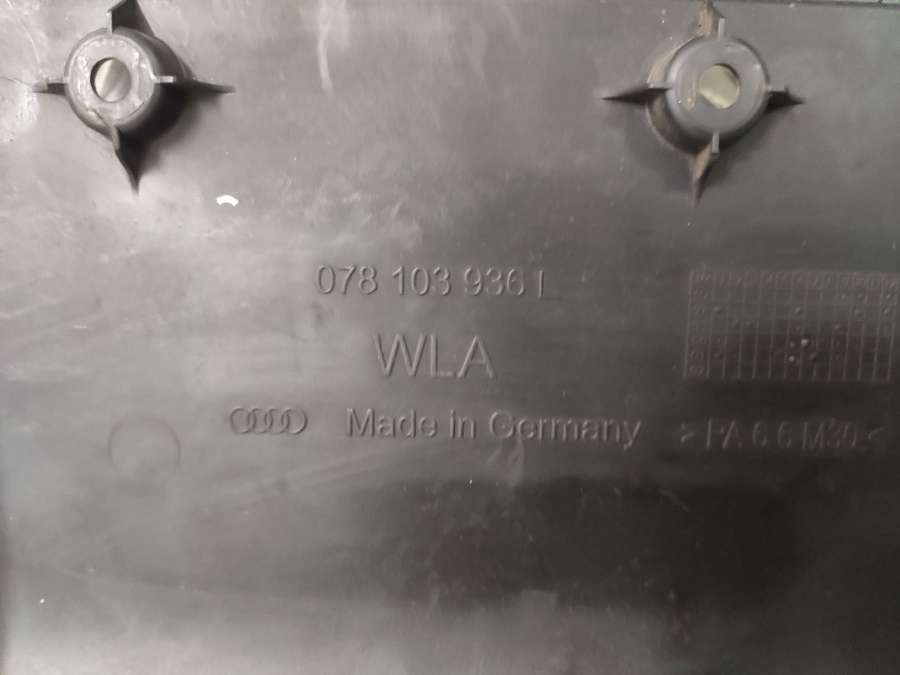 078 103 936 I
WLA
Made in Germany
>PA 6 6 M30<